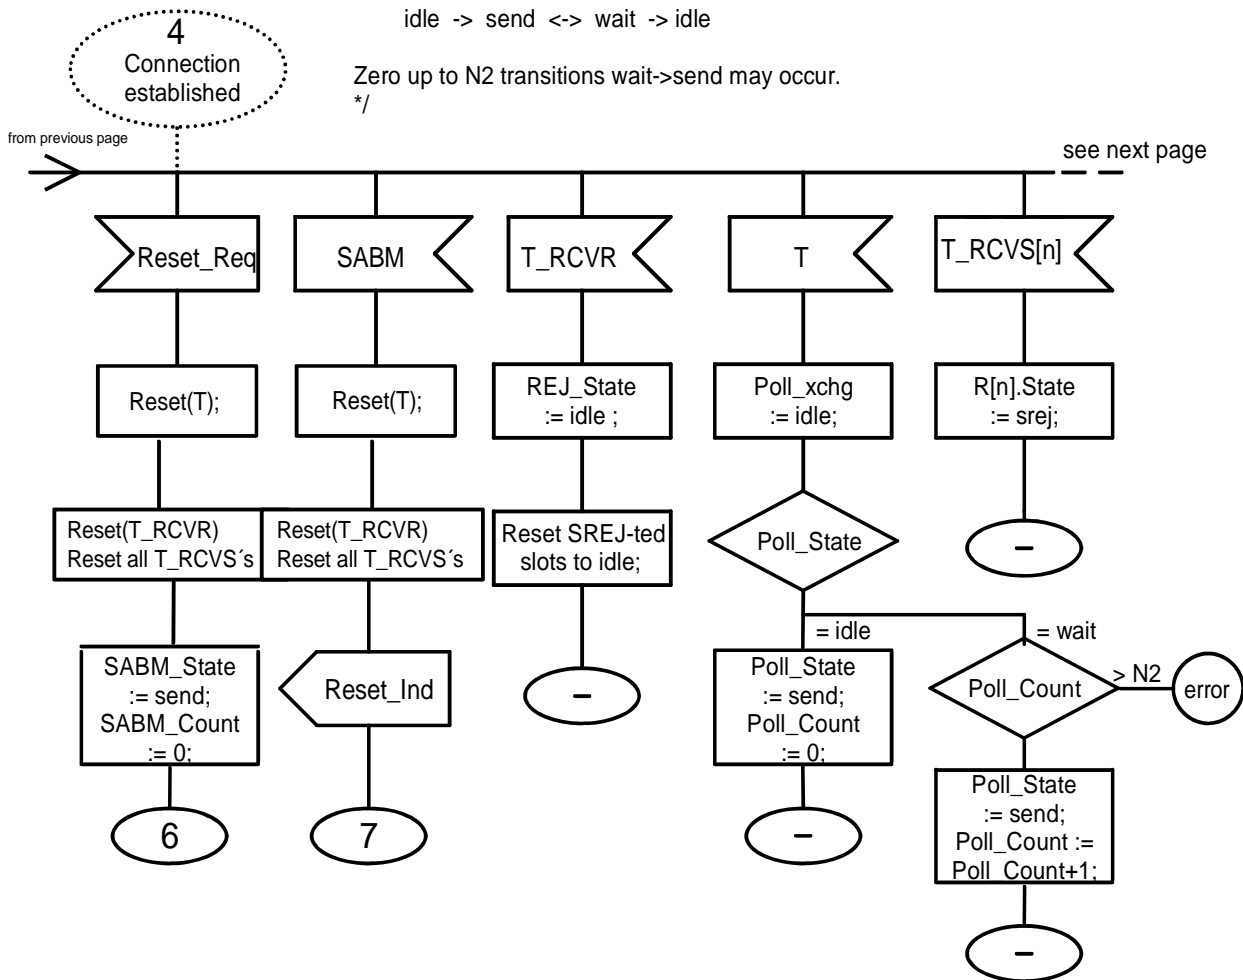 idle -> send <-> wait -> idle
4
Connection
established
Zero up to N2 transitions wait->send may occur.
*/
from previous page
see next page
Reset_Req
SABM
T_RCVR
T
T_RCVS[n]
Reset(T);
Reset(T);
REJ_State
:= idle ;
Poll_xchg
:= idle;
R[n].State
:= srej;
Reset(T_RCVR)
Reset all T_RCVS´s
Reset(T_RCVR)
Reset all T_RCVS´s
Reset SREJ-ted
slots to idle;
Poll_State
–
= idle
= wait
SABM_State
:= send;
SABM_Count
:= 0;
Reset_Ind
–
Poll_State
:= send;
Poll_Count
:= 0;
Poll_Count
> N2
error
6
7
–
Poll_State
:= send;
Poll_Count :=
Poll_Count+1;
–